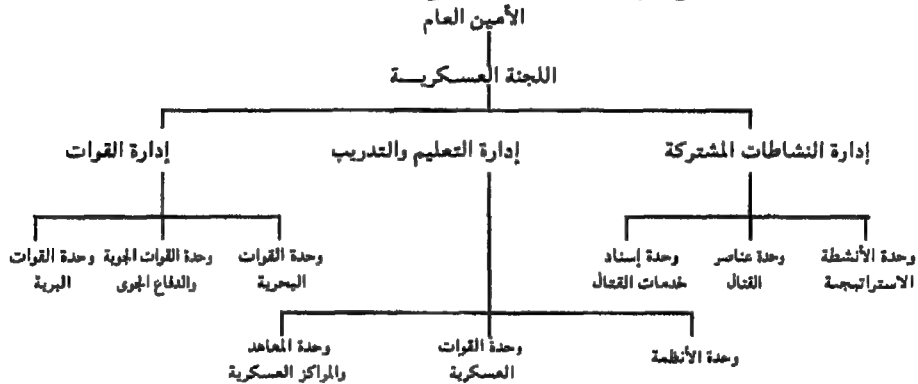 الأمين العام
اللجنة العسكرية
إدارة النشاطات المشتركة
إدارة التعليم والتدريب
إدارة القوات
وحدة الأنشطة
الاستراتيجية
وحدة عناصر
القتال
وحدة إسناد
خدمات القتال
وحدة القوات
البحرية
وحدة القوات الجوية
والدفاع الجوى
وحدة القوات
البرية
وحدة الأنظمة
وحدة القوات
العسكرية
وحدة المعاهد
والمراكز العسكرية